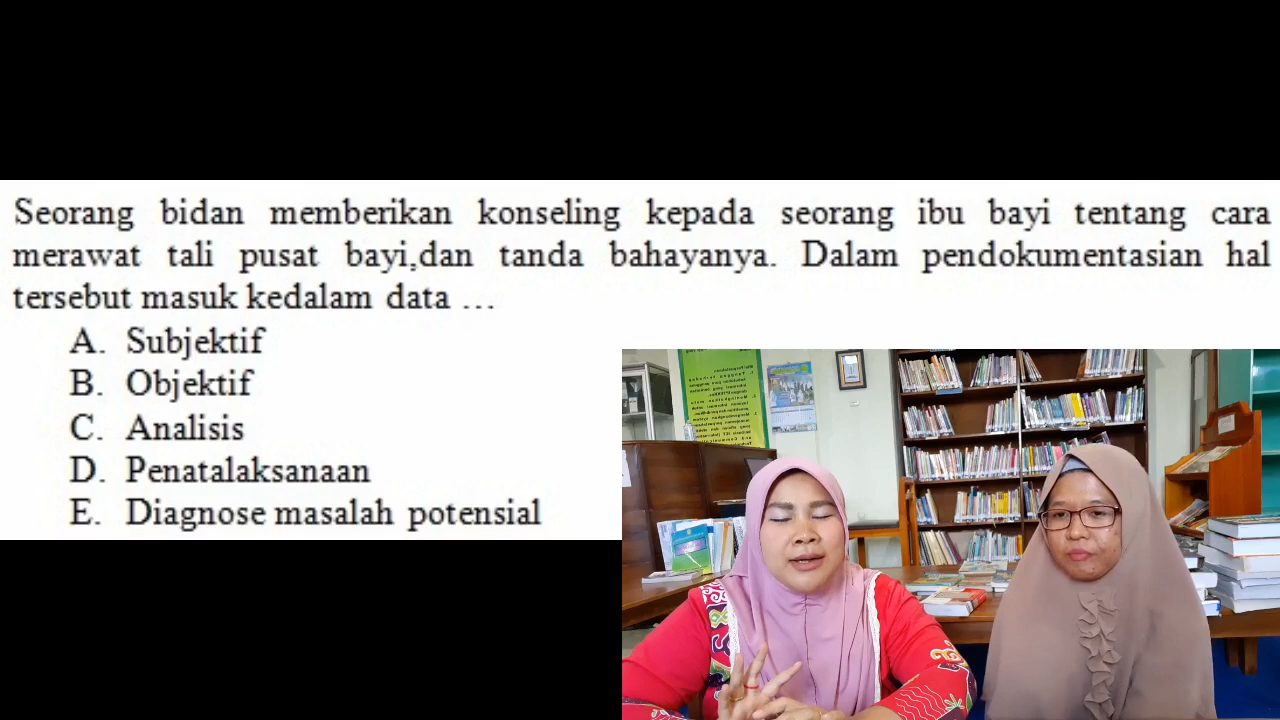 Seorang bidan memberikan konseling kepada seorang ibu bayi tentang cara
merawat tali pusat bayi,dan tanda bahayanya. Dalam pendokumentasian hal
tersebut masuk kedalam data ...
A. Subjektif
B. Objektif
C. Analisis
D. Penatalaksanaan
E. Diagnose masalah potensial